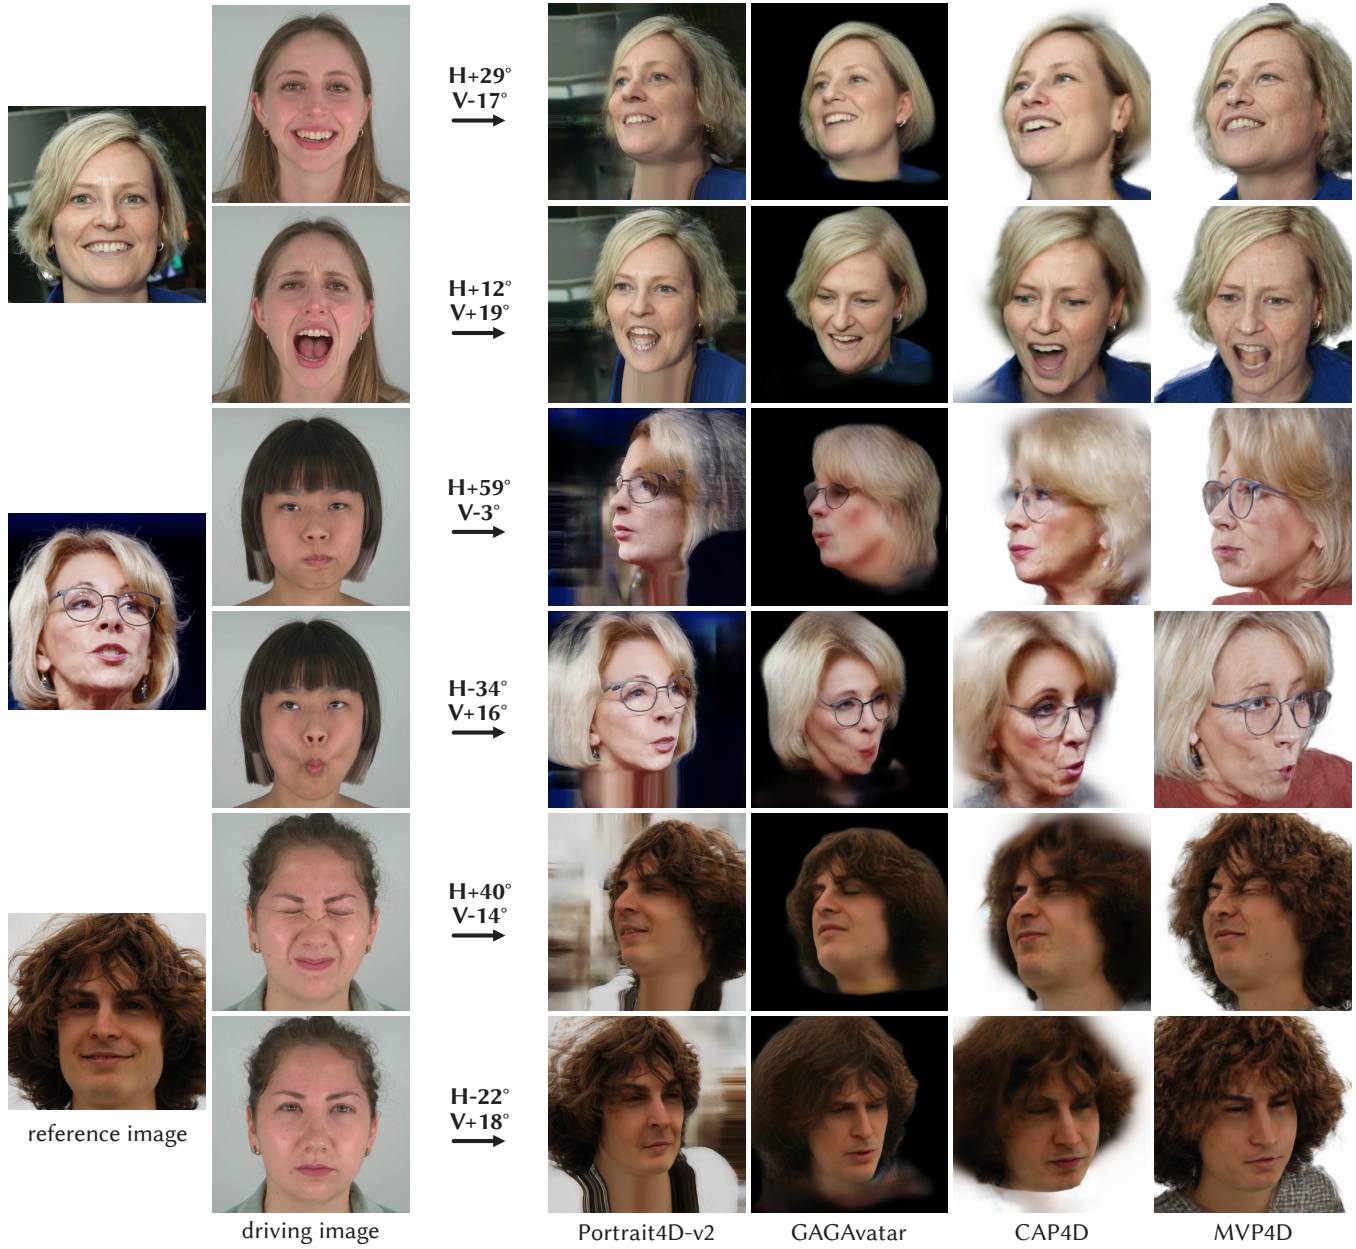 H+29°
V-17°
H+12°
V+19°
H+59°
V-3°
H-34°
V+16°
H+40°
V-14°
H-22°
V+18°
reference image
driving image
Portrait4D-v2
GAGAvatar
CAP4D
MVP4D